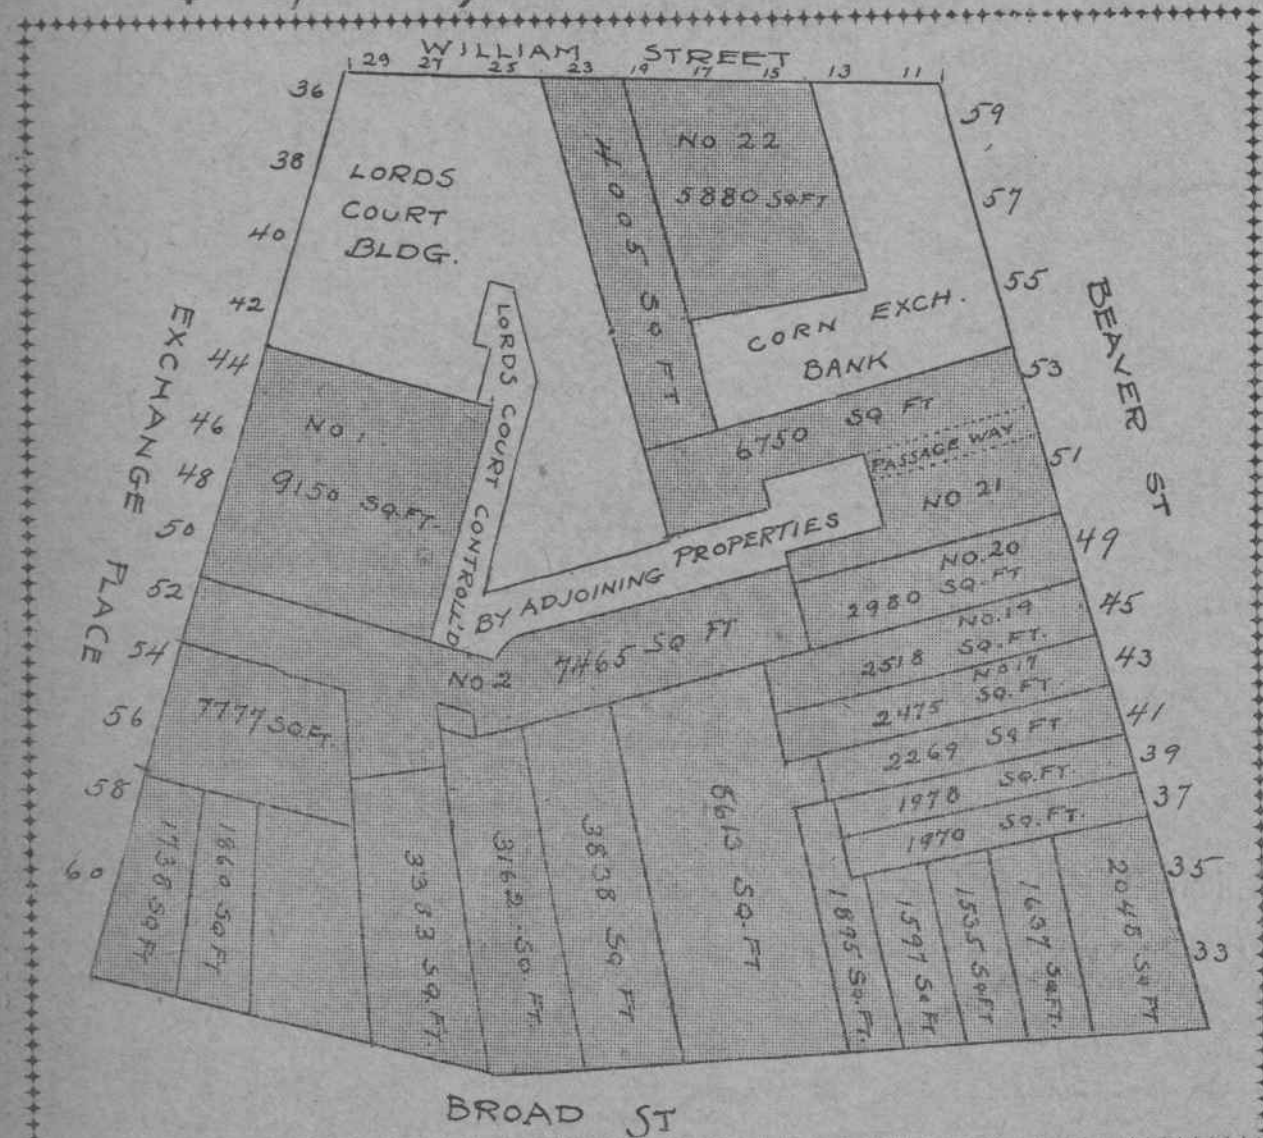 WILLIAM STREET
29 27 25 23 19 17 15 13 11
36
38
40
42
44
46
48
50
52
54
56
58
60
EXCHANGE PLACE
59
57
55
53
51
49
45
43
41
39
37
35
33
BEAVER ST
LORDS
COURT
BLDG.
4005 SQ FT
NO 22
5880 SQ FT
CORN EXCH.
BANK
LORDS COURT CONTROLL'D
BY ADJOINING PROPERTIES
NO 1.
9150 SQ.FT.
6750 SQ FT
PASSAGE WAY
NO 21
NO.20
2980 SQ.FT
NO.19
2518 SQ.FT.
NO 17
2475 SQ.FT.
2269 SQ FT
1978 SQ.FT.
1970 SQ.FT.
NO 2 7465 SQ FT
7777 SQ.FT.
1738 SQ FT
1860 SQ FT
3383 SQ.FT.
3162 SQ FT.
3838 SQ FT
8613 SQ.FT
1895 SQ.FT.
1597 SQ FT
1535 SQ FT
1637 SQ FT.
2048 SQ FT
BROAD ST